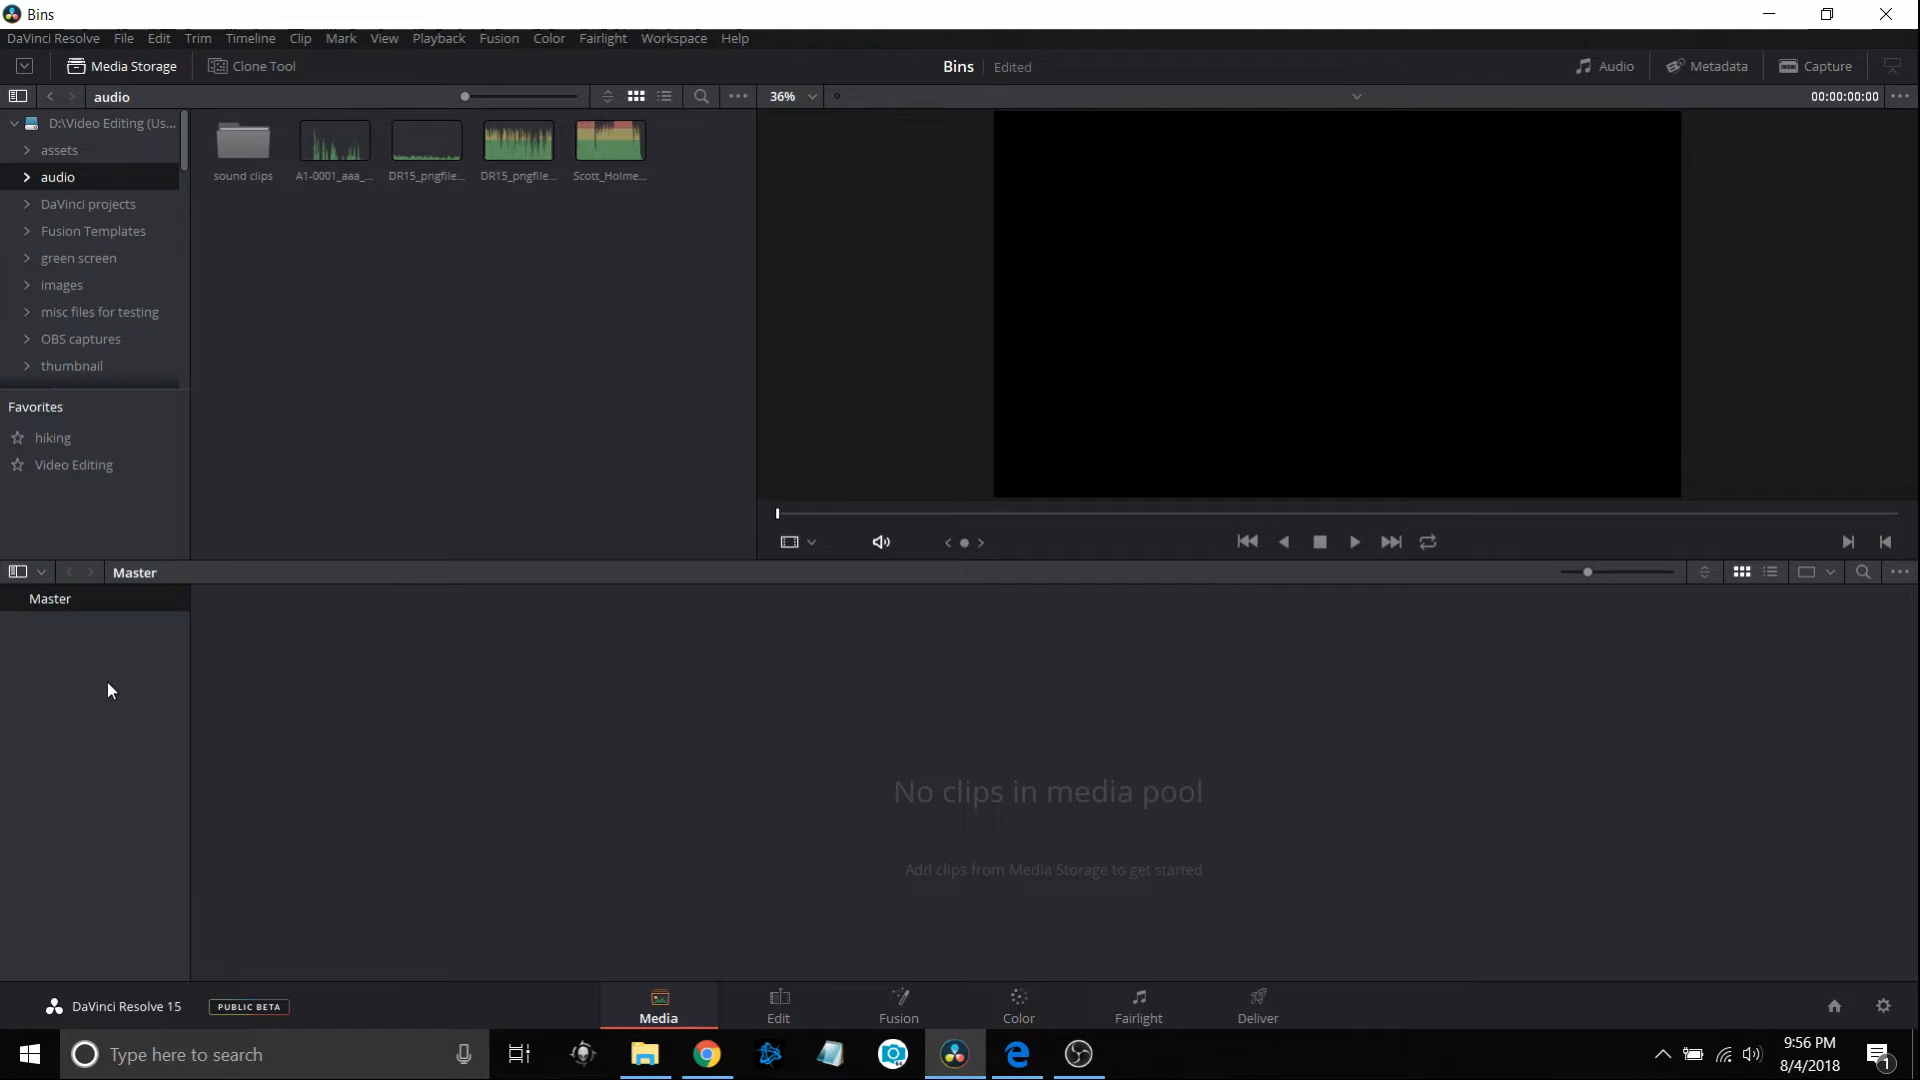 Bins
DaVinci Resolve File Edit Trim Timeline Clip Mark View Playback Fusion Color Fairlight Workspace Help
Media Storage Clone Tool Bins Edited Audio Metadata Capture
audio 36% 00:00:00:00
D:\Video Editing (Us...
assets
audio
DaVinci projects
Fusion Templates
green screen
images
misc files for testing
OBS captures
thumbnail
sound clips A1-0001_aaa_... DR15_pngfile... DR15_pngfile... Scott_Holme...
Favorites
hiking
Video Editing
Master
Master
No clips in media pool
Add clips from Media Storage to get started
DaVinci Resolve 15 PUBLIC BETA
Media Edit Fusion Color Fairlight Deliver
Type here to search
9:56 PM
8/4/2018
1